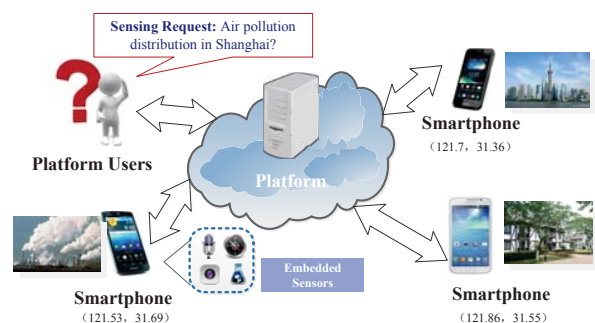 Sensing Request: Air pollution
distribution in Shanghai?
Platform Users
Platform
Smartphone
（121.7，31.36）
Embedded
Sensors
Smartphone
（121.53，31.69）
Smartphone
（121.86，31.55）